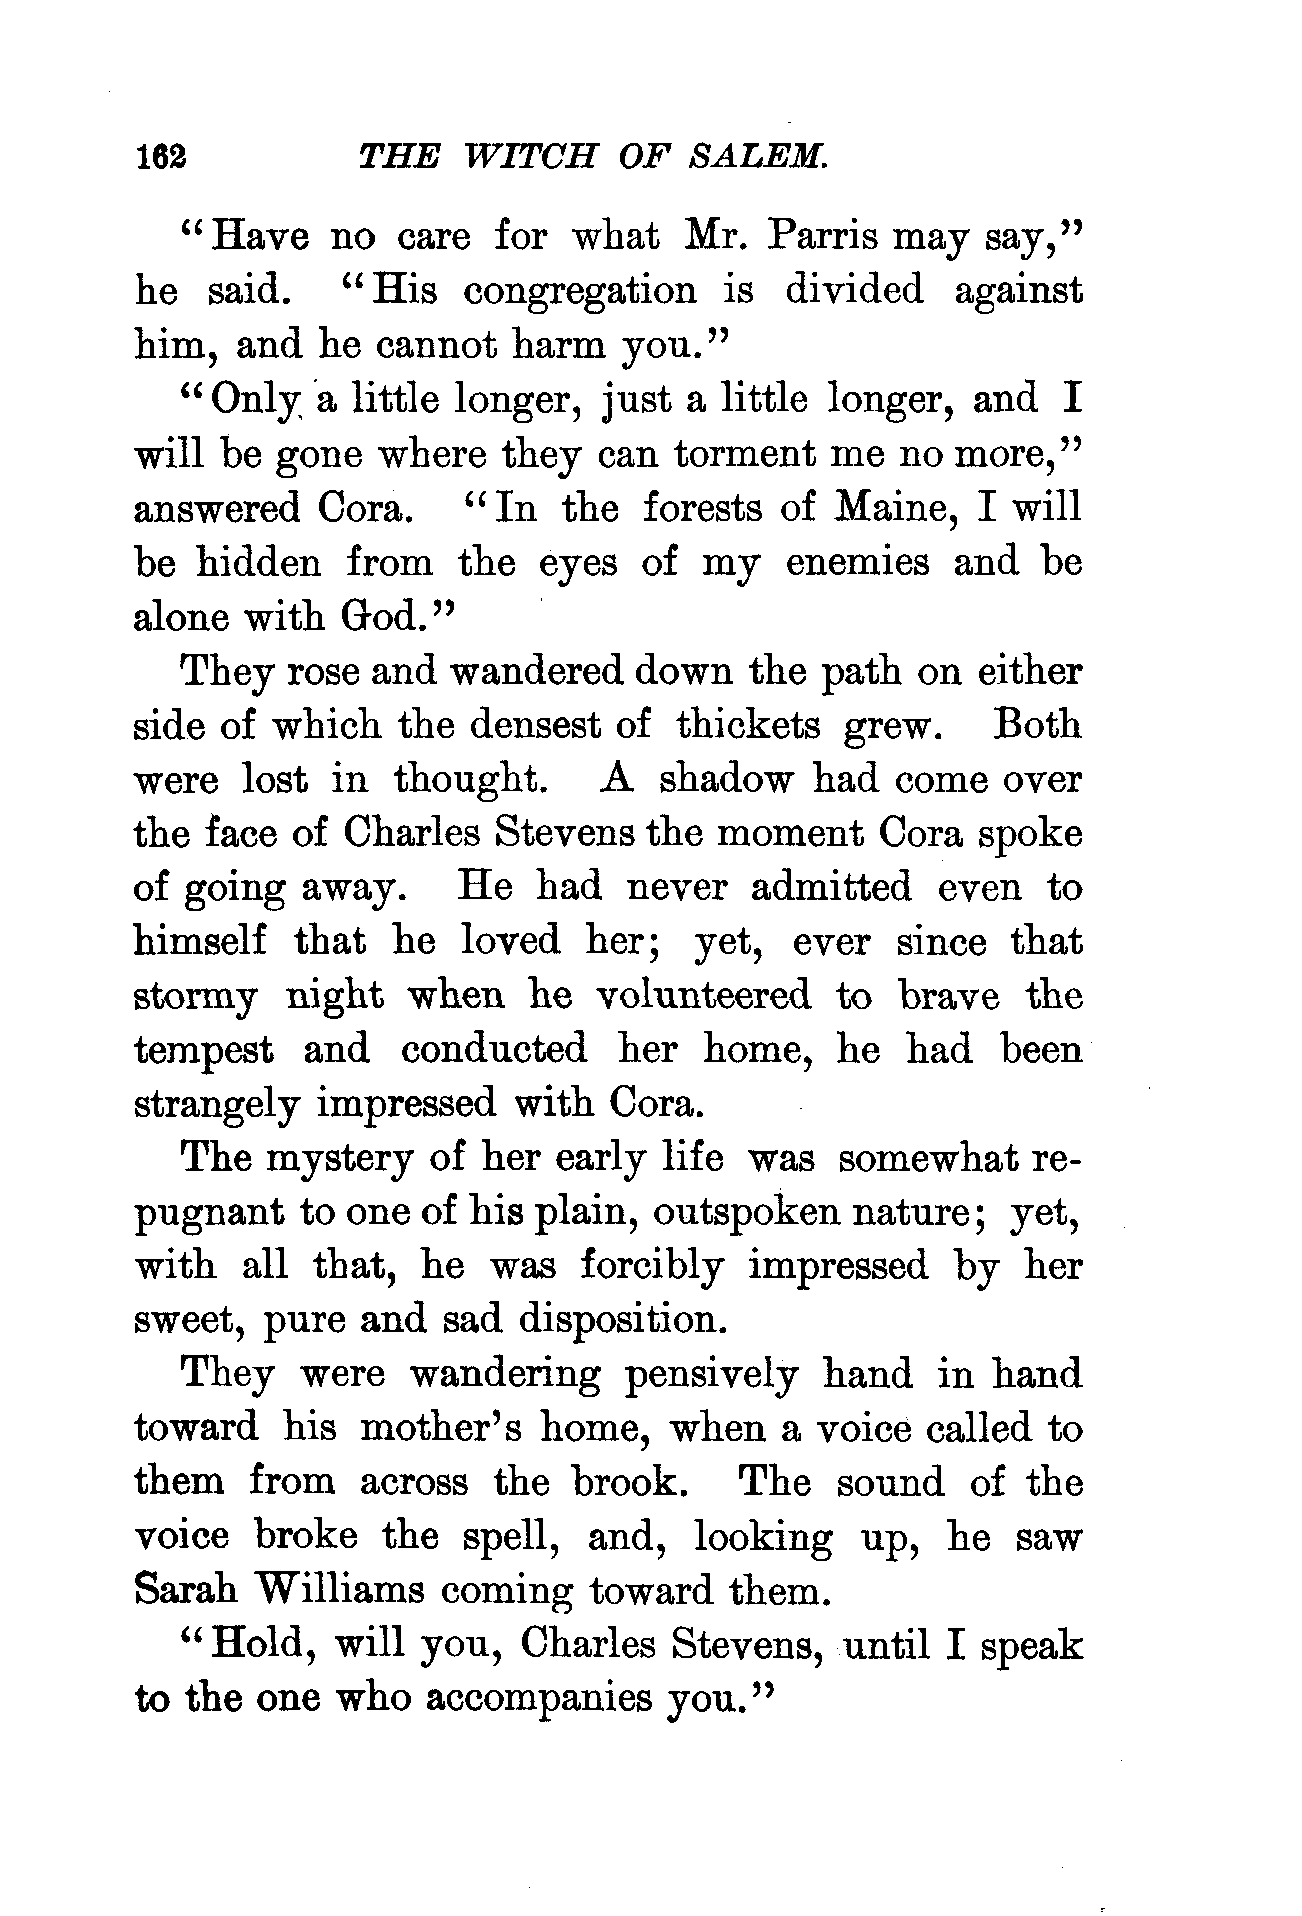 162 THE WITCH OF SALEM.
“Have no care for what Mr. Parris may say,”
he said. “His congregation is divided against
him, and he cannot harm you.”
“Only a little longer, just a little longer, and I
will be gone where they can torment me no more,”
answered Cora. “In the forests of Maine, I will
be hidden from the eyes of my enemies and be
alone with God.”
They rose and wandered down the path on either
side of which the densest of thickets grew. Both
were lost in thought. A shadow had come over
the face of Charles Stevens the moment Cora spoke
of going away. He had never admitted even to
himself that he loved her; yet, ever since that
stormy night when he volunteered to brave the
tempest and conducted her home, he had been
strangely impressed with Cora.
The mystery of her early life was somewhat re-
pugnant to one of his plain, outspoken nature; yet,
with all that, he was forcibly impressed by her
sweet, pure and sad disposition.
They were wandering pensively hand in hand
toward his mother’s home, when a voice called to
them from across the brook. The sound of the
voice broke the spell, and, looking up, he saw
Sarah Williams coming toward them.
“Hold, will you, Charles Stevens, until I speak
to the one who accompanies you.”